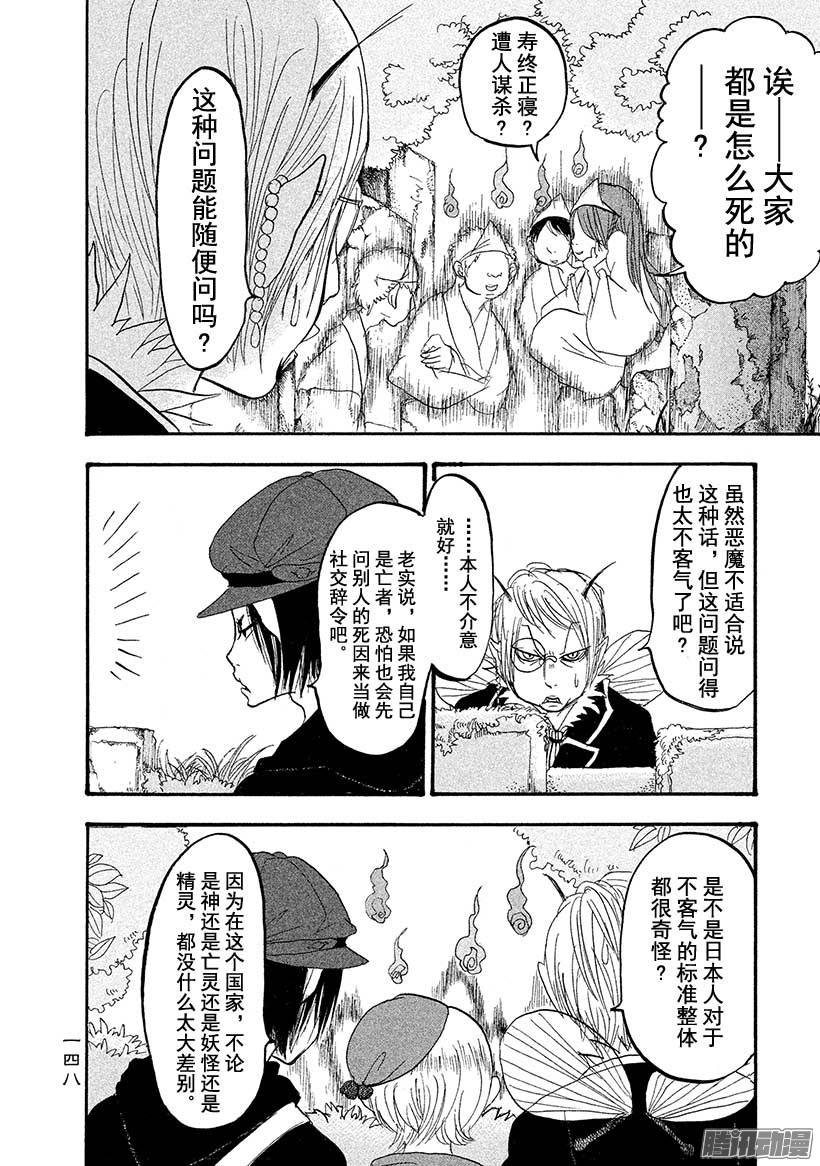 诶——大家
都是怎么死的
——？
寿终正寝？
遭人谋杀？
这种问题能随便问吗？
虽然恶魔不适合说
这种话，但这问题问得
也太不客气了吧？
……本人不介意
就好……
老实说，如果我自己
是亡者，恐怕也会先
问别人的死因来当做
社交辞令吧。
是不是日本人对于
不客气的标准整体
都很奇怪？
因为在这个国家，不论
是神还是亡灵还是妖怪还是
精灵，都没什么太大差别。
一四八
腾讯动漫